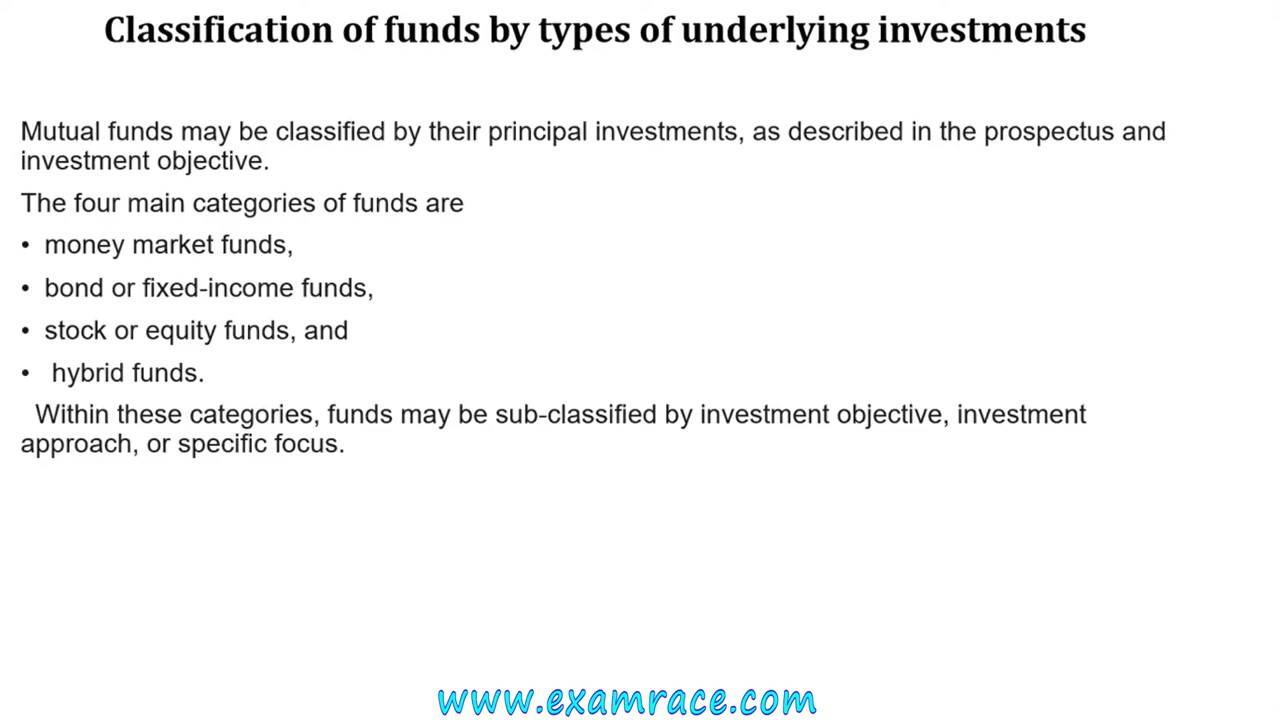 Classification of funds by types of underlying investments
Mutual funds may be classified by their principal investments, as described in the prospectus and
investment objective.
The four main categories of funds are
• money market funds,
• bond or fixed-income funds,
• stock or equity funds, and
• hybrid funds.
Within these categories, funds may be sub-classified by investment objective, investment
approach, or specific focus.
www.examrace.com